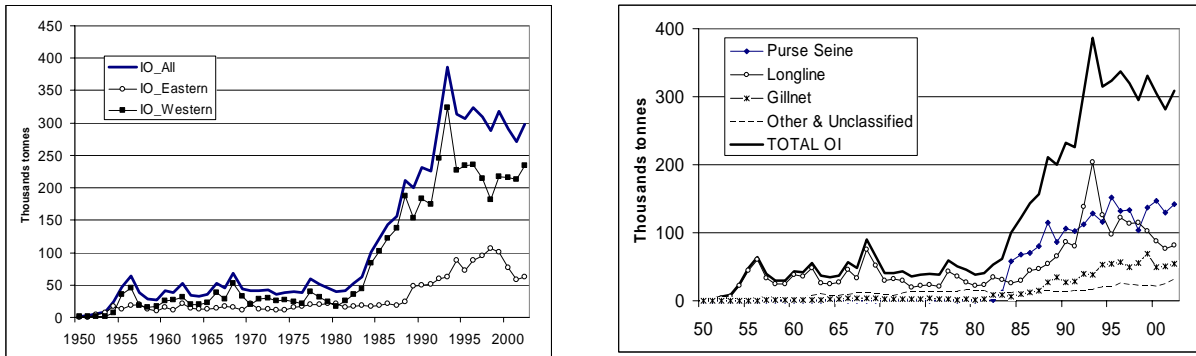 Thousands tonnes
450
400
350
300
250
200
150
100
50
0
IO_All
IO_Eastern
IO_Western
1950 1955 1960 1965 1970 1975 1980 1985 1990 1995 2000
Thousands tonnes
400
300
200
100
0
Purse Seine
Longline
Gillnet
Other & Unclassified
TOTAL OI
50 55 60 65 70 75 80 85 90 95 00